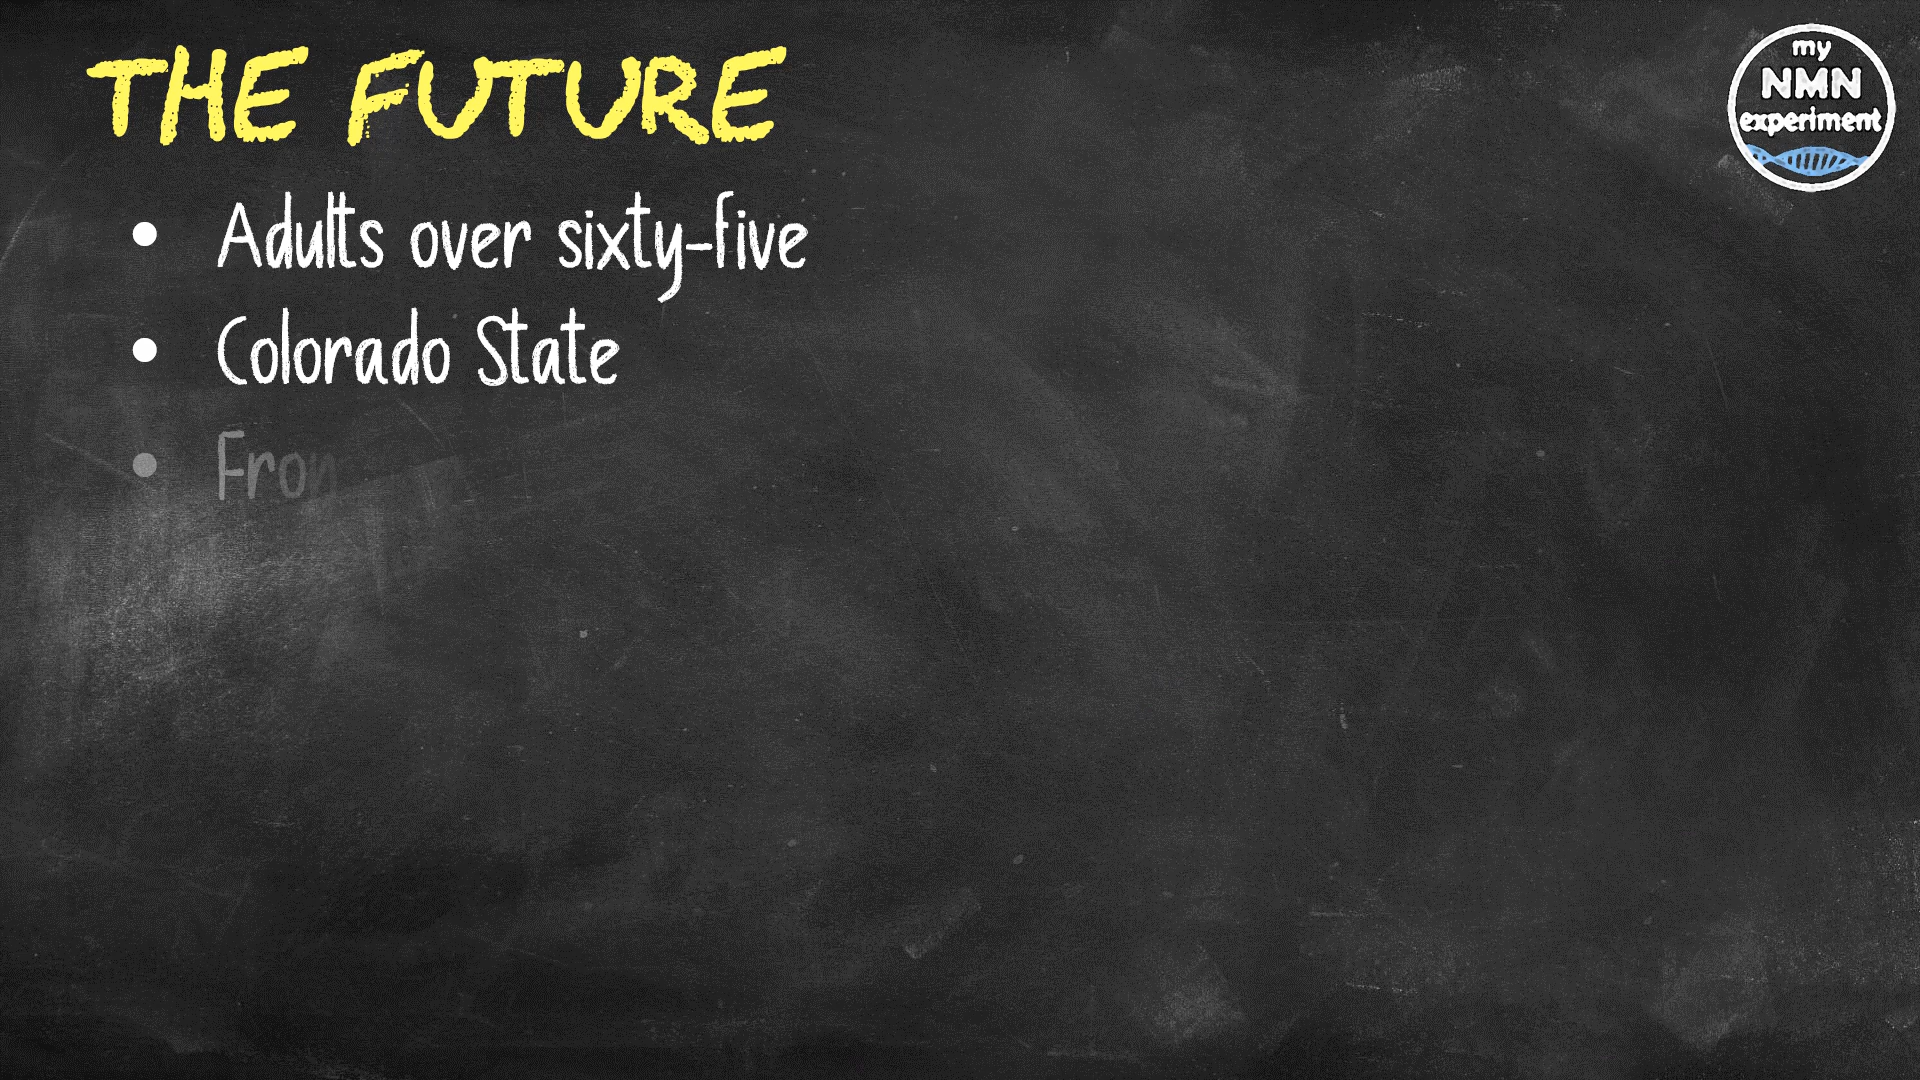 THE FUTURE
my
NMN
experiment
Adults over sixty-five
Colorado State